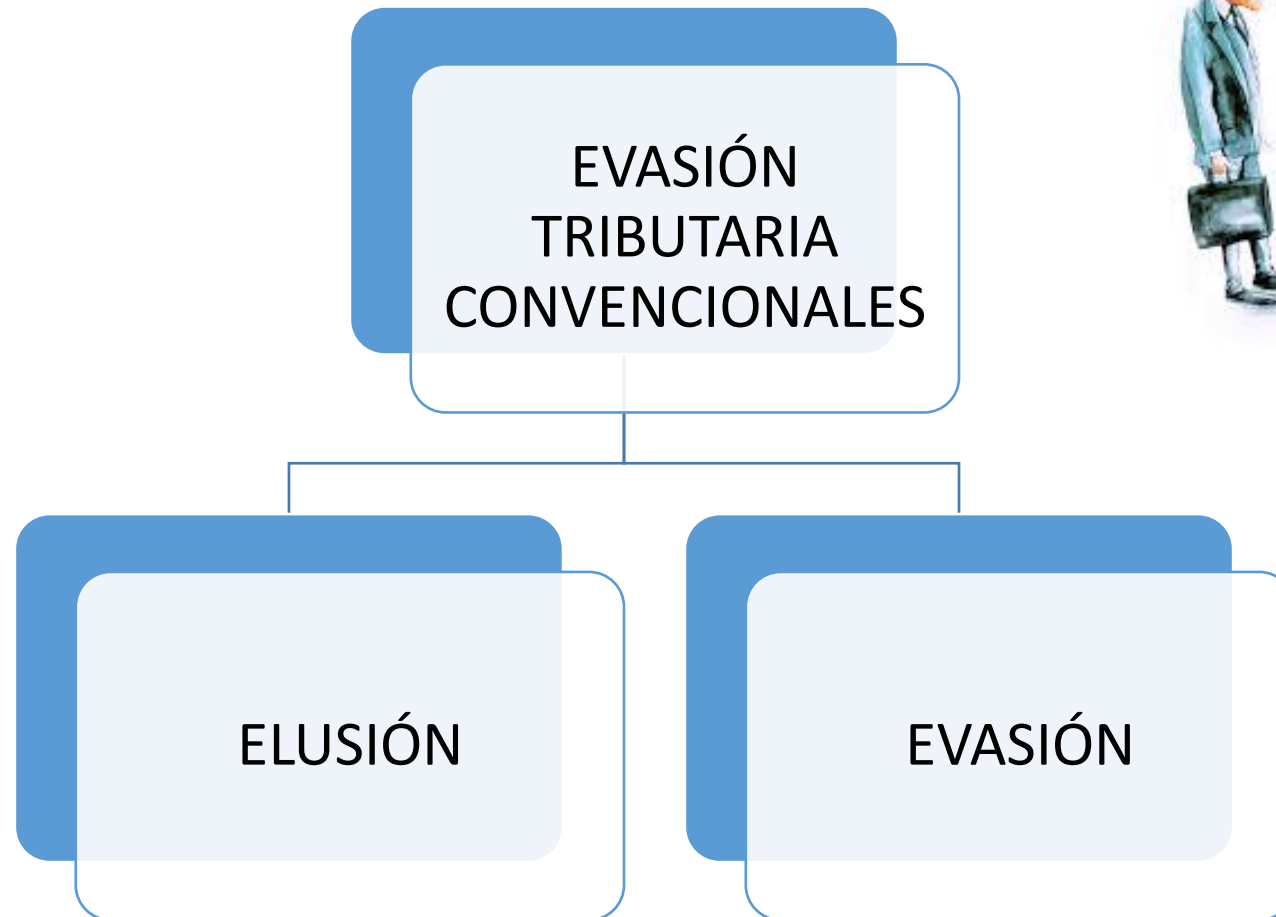 EVASIÓN
TRIBUTARIA
CONVENCIONALES
ELUSIÓN
EVASIÓN